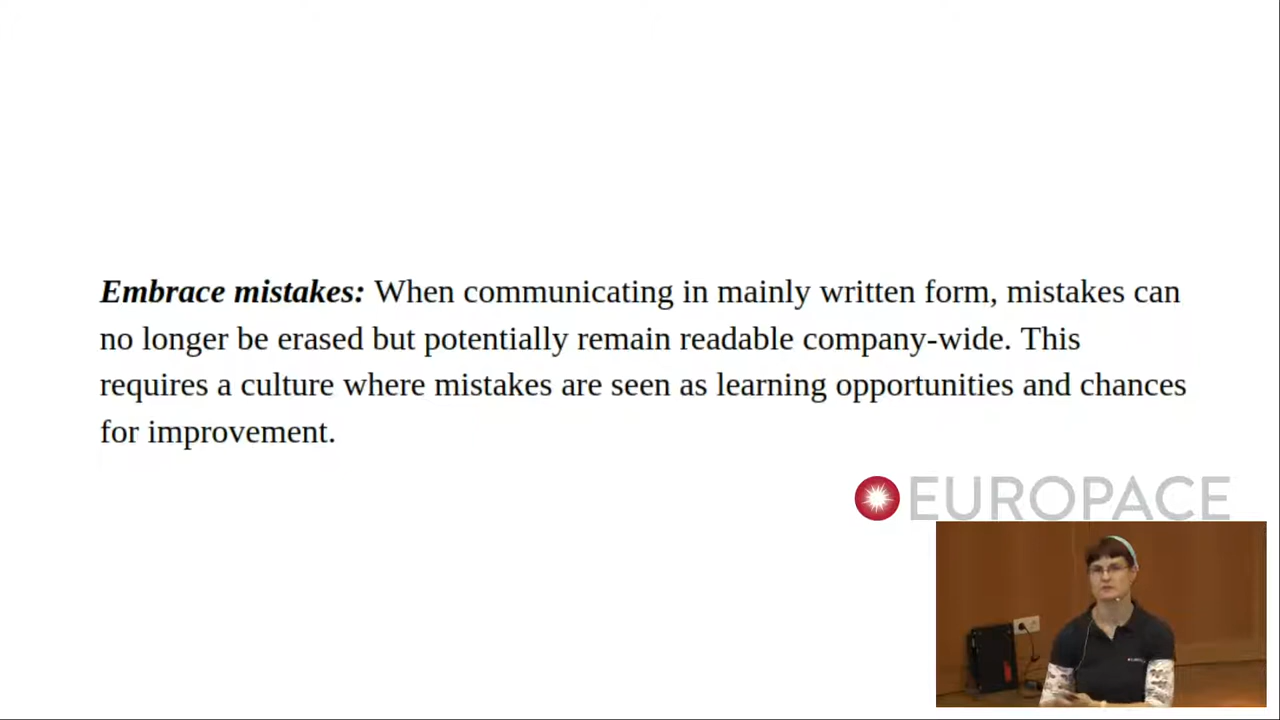 Embrace mistakes: When communicating in mainly written form, mistakes can
no longer be erased but potentially remain readable company-wide. This
requires a culture where mistakes are seen as learning opportunities and chances
for improvement.
EUROPACE